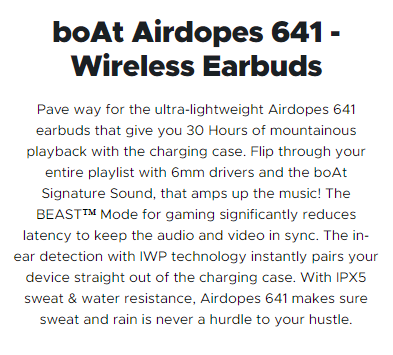 boAt Airdopes 641 -
Wireless Earbuds
Pave way for the ultra-lightweight Airdopes 641
earbuds that give you 30 Hours of mountainous
playback with the charging case. Flip through your
entire playlist with 6mm drivers and the boAt
Signature Sound, that amps up the music! The
BEAST™ Mode for gaming significantly reduces
latency to keep the audio and video in sync. The in-
ear detection with IWP technology instantly pairs your
device straight out of the charging case. With IPX5
sweat & water resistance, Airdopes 641 makes sure
sweat and rain is never a hurdle to your hustle.